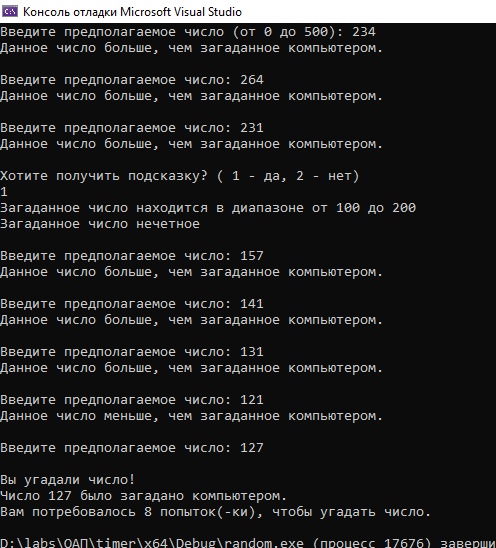 Консоль отладки Microsoft Visual Studio
Введите предполагаемое число (от 0 до 500): 234
Данное число больше, чем загаданное компьютером.
Введите предполагаемое число: 264
Данное число больше, чем загаданное компьютером.
Введите предполагаемое число: 231
Данное число больше, чем загаданное компьютером.
Хотите получить подсказку? ( 1 - да, 2 - нет)
1
Загаданное число находится в диапазоне от 100 до 200
Загаданное число нечетное
Введите предполагаемое число: 157
Данное число больше, чем загаданное компьютером.
Введите предполагаемое число: 141
Данное число больше, чем загаданное компьютером.
Введите предполагаемое число: 131
Данное число больше, чем загаданное компьютером.
Введите предполагаемое число: 121
Данное число меньше, чем загаданное компьютером.
Введите предполагаемое число: 127
Вы угадали число!
Число 127 было загадано компьютером.
Вам потребовалось 8 попыток(-ки), чтобы угадать число.
D:\labs\ОАП\timer\x64\Debug\random.exe (процесс 17676) заверши